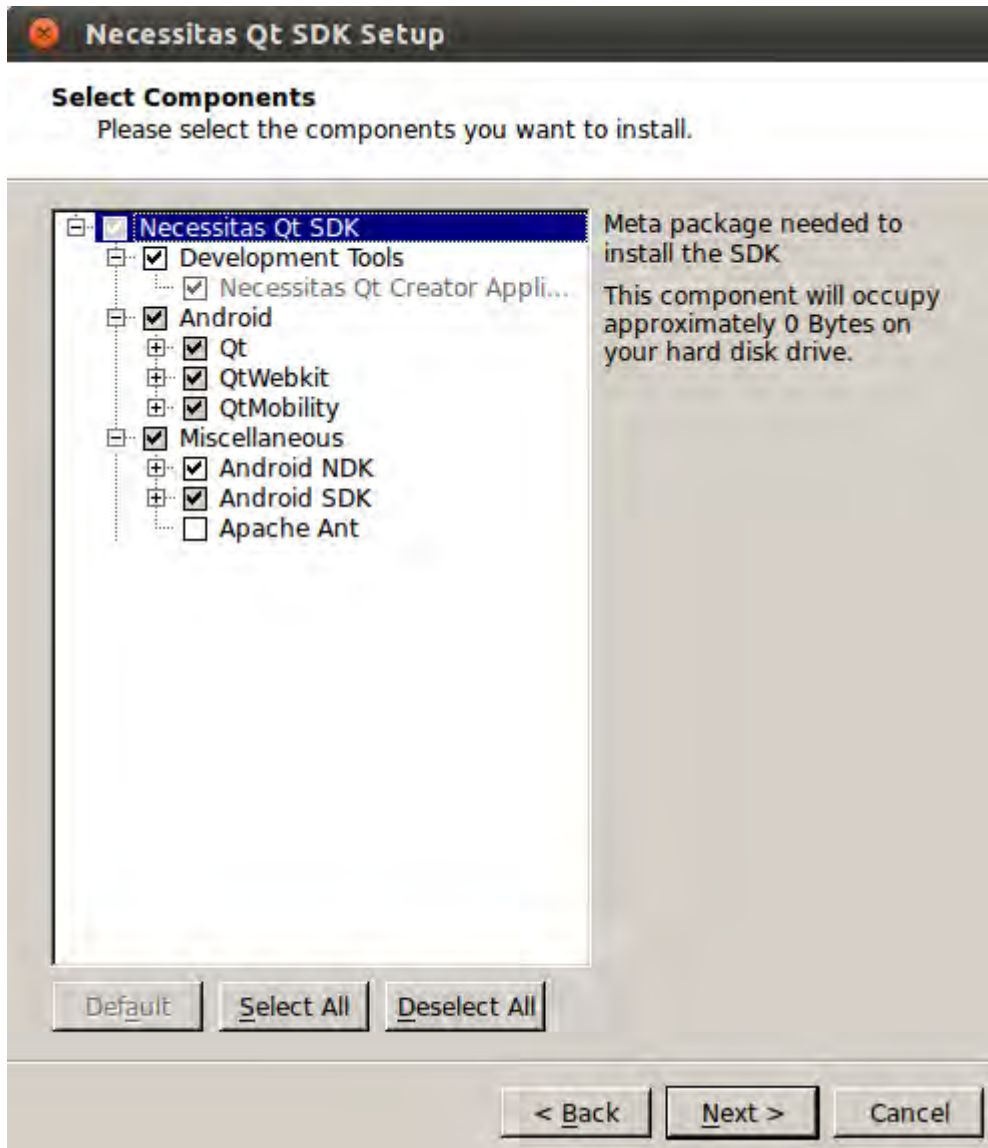 Necessitas Qt SDK Setup
Select Components
Please select the components you want to install.
Necessitas Qt SDK
Development Tools
Necessitas Qt Creator Appli...
Android
Qt
QtWebkit
QtMobility
Miscellaneous
Android NDK
Android SDK
Apache Ant
Meta package needed to
install the SDK
This component will occupy
approximately 0 Bytes on
your hard disk drive.
Default Select All Deselect All
< Back Next > Cancel